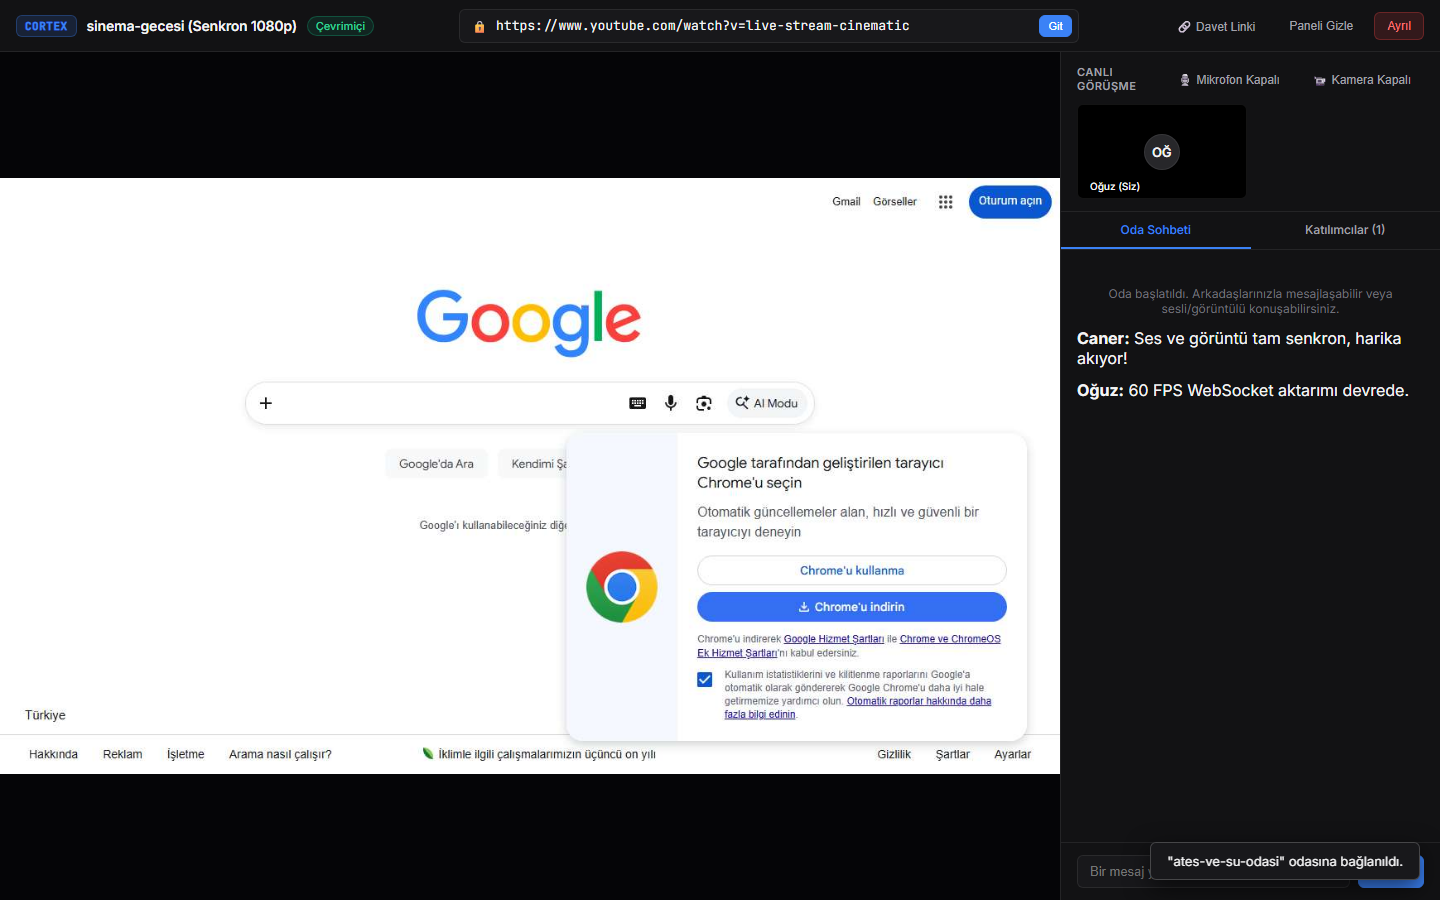 CORTEX sinema-gecesi (Senkron 1080p) Çevrimiçi https://www.youtube.com/watch?v=live-stream-cinematic Git Davet Linki Paneli Gizle Ayrıl
CANLI GÖRÜŞME
Mikrofon Kapalı Kamera Kapalı
OĞ
Oğuz (Siz)
Oda Sohbeti Katılımcılar (1)
Oda başlatıldı. Arkadaşlarınızla mesajlaşabilir veya
sesli/görüntülü konuşabilirsiniz.
Caner: Ses ve görüntü tam senkron, harika
akıyor!
Oğuz: 60 FPS WebSocket aktarımı devrede.
Bir mesaj
"ates-ve-su-odasi" odasına bağlanıldı.
Gmail Görseller Oturum açın
Google
AI Modu
Google'da Ara Kendimi
Google'ı kullanabileceğiniz
Google tarafından geliştirilen tarayıcı
Chrome'u seçin
Otomatik güncellemeler alan, hızlı ve güvenli bir
tarayıcıyı deneyin
Chrome'u kullanma
Chrome'u indirin
Chrome'u indirerek Google Hizmet Şartları ile Chrome ve ChromeOS
Ek Hizmet Şartları'nı kabul edersiniz.
Kullanım istatistiklerini ve kilitlenme raporlarını Google'a
otomatik olarak göndererek Google Chrome'u daha iyi hale
getirmemize yardımcı olun. Otomatik raporlar hakkında daha
fazla bilgi edinin.
Türkiye
Hakkında Reklam İşletme Arama nasıl çalışır? İklimle ilgili çalışmalarımızın üçüncü on yılı Gizlilik Şartlar Ayarlar